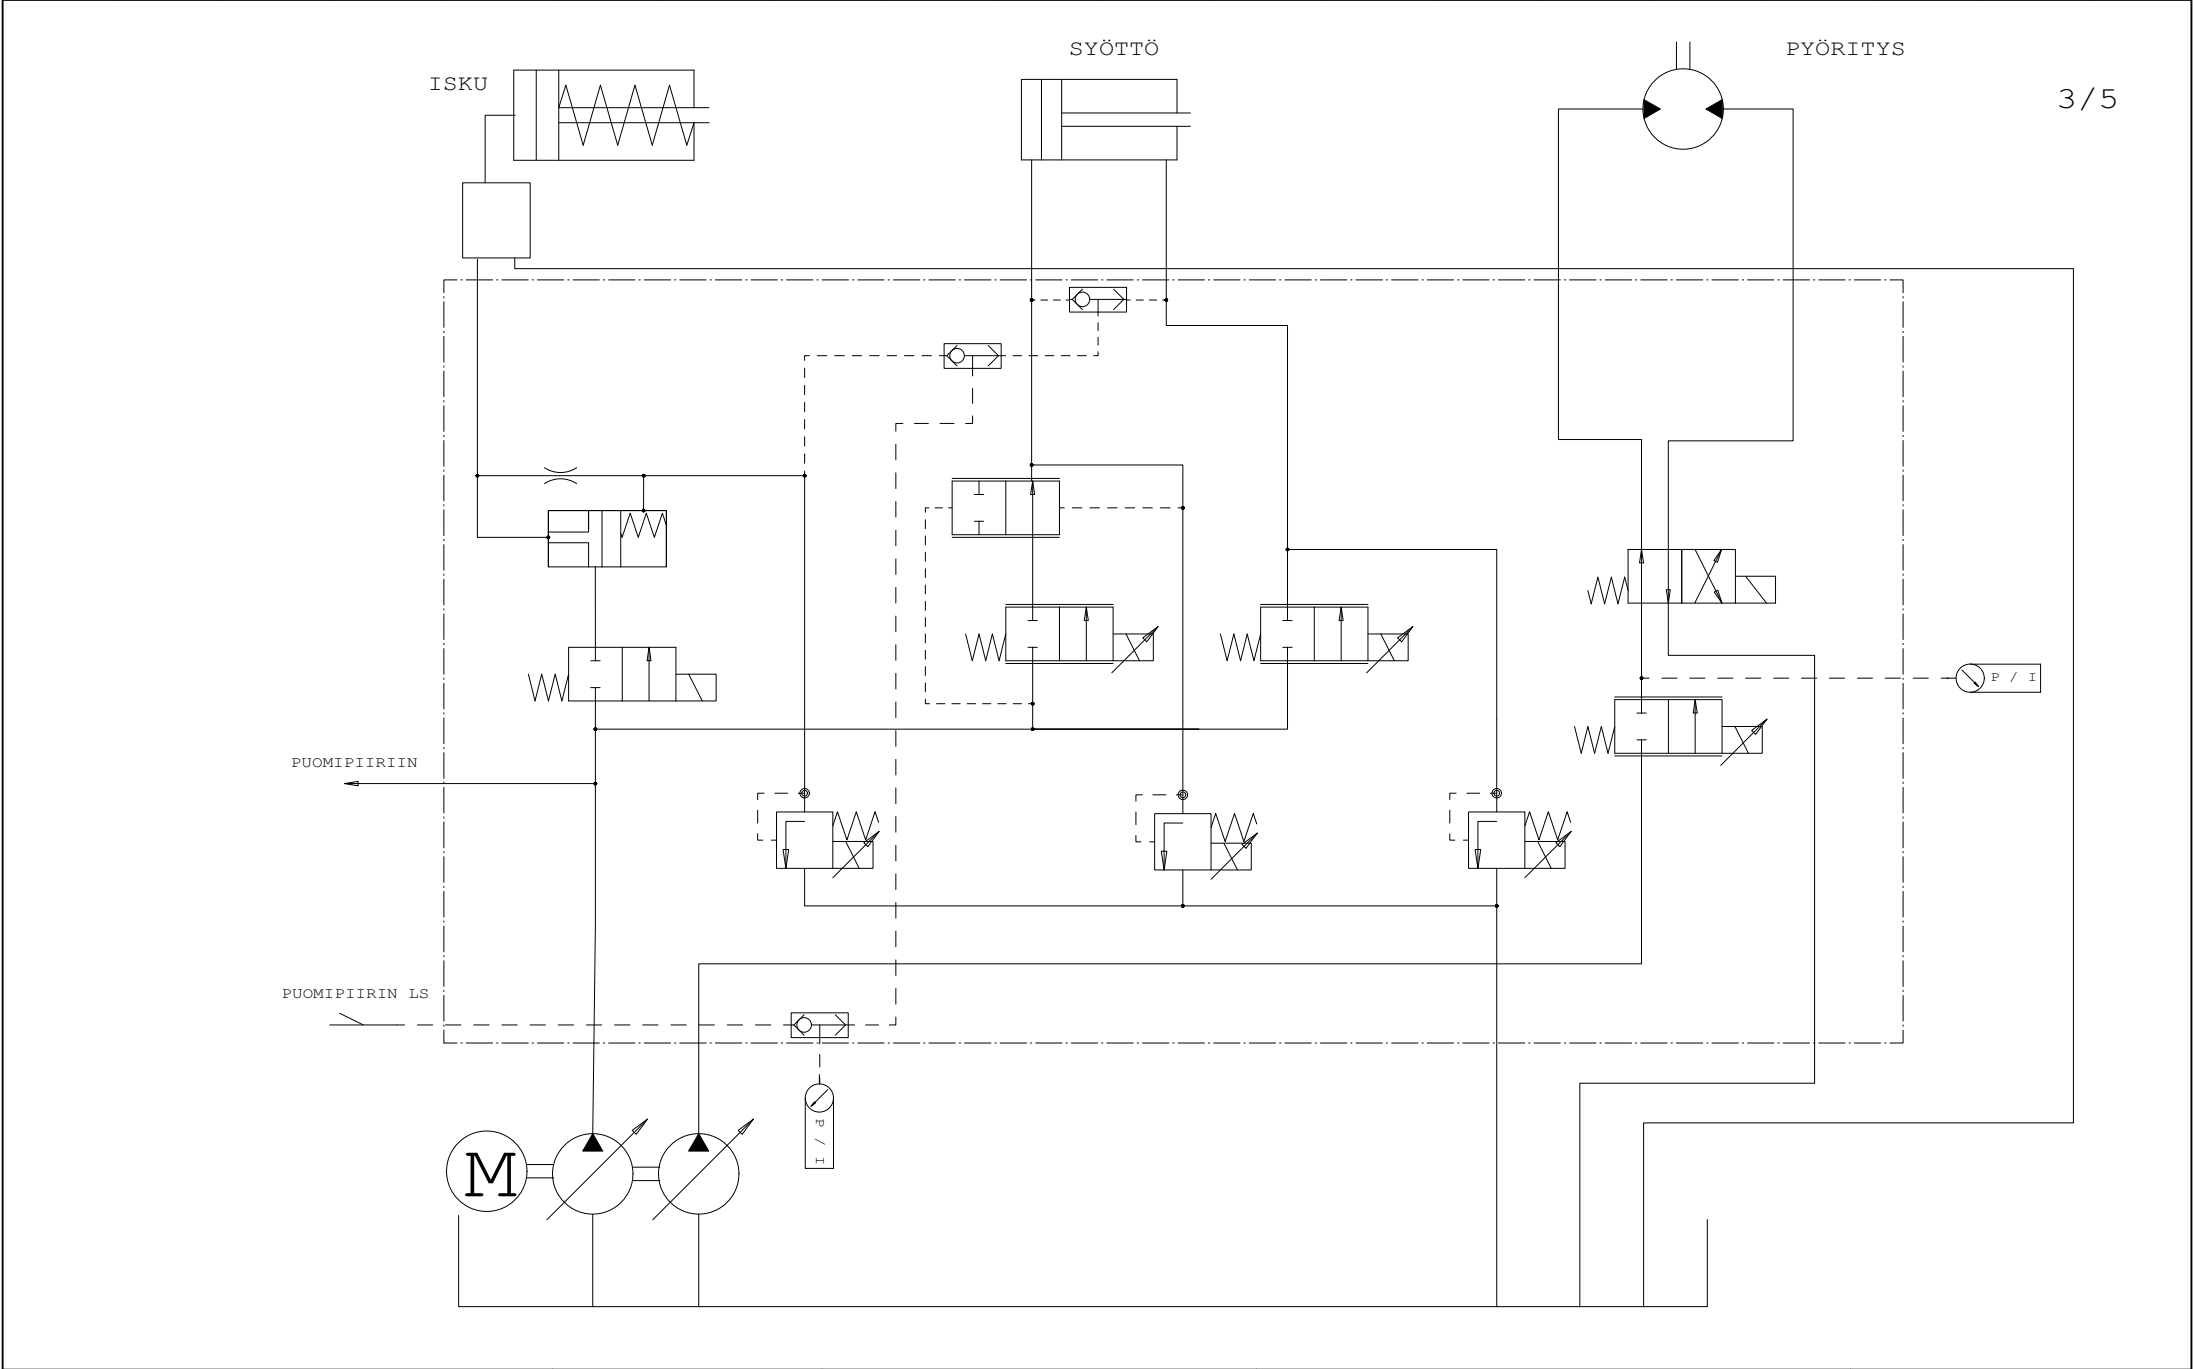 SYÖTTÖ
PYÖRITYS
ISKU
3/5
P / I
PUOMIPIIRIIN
PUOMIPIIRIN LS
P / I
M